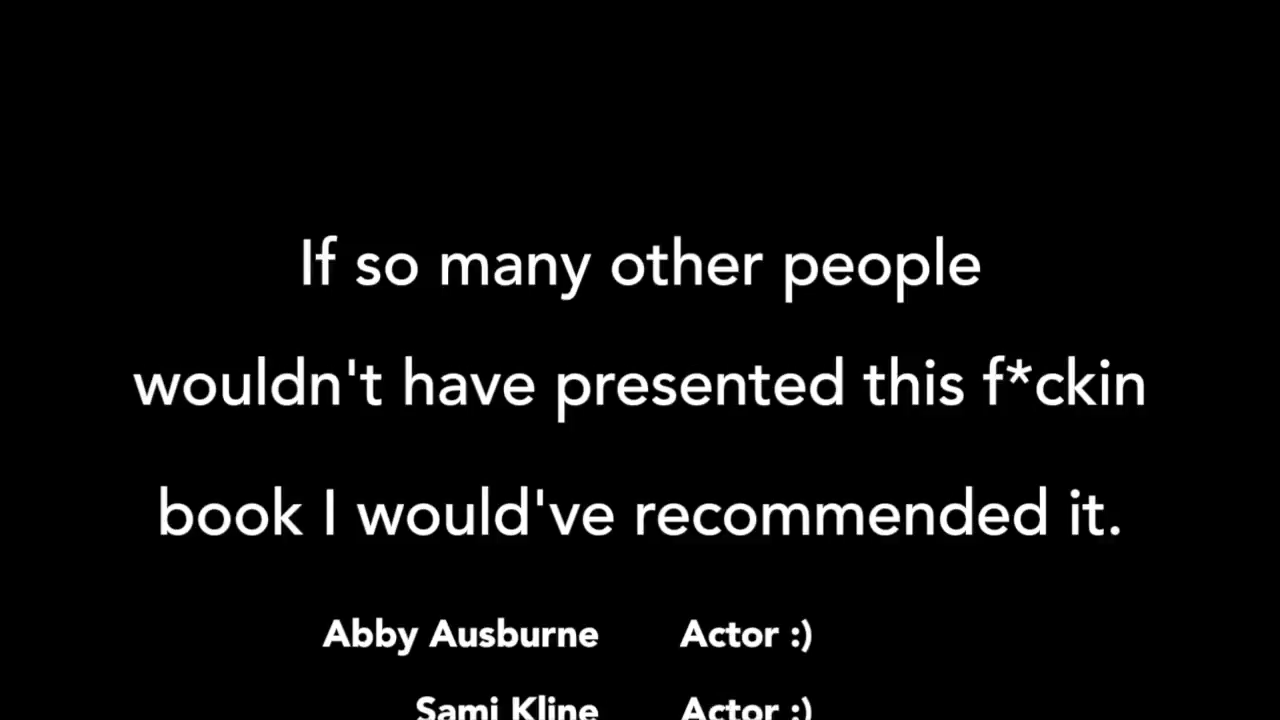 If so many other people
wouldn't have presented this f*ckin
book I would've recommended it.
Abby Ausburne Actor :)
Sami Kline Actor :)